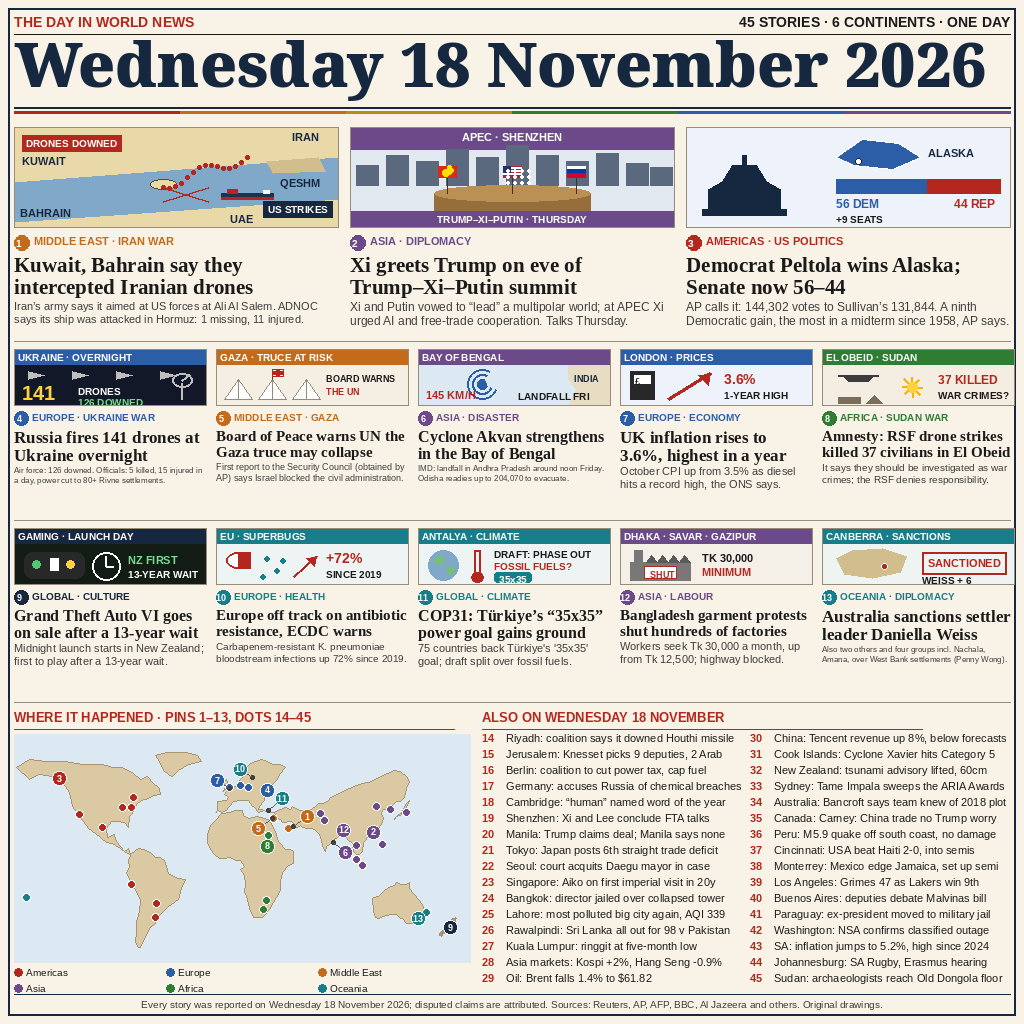 THE DAY IN WORLD NEWS
45 STORIES · 6 CONTINENTS · ONE DAY
Wednesday 18 November 2026
DRONES DOWNED
IRAN
KUWAIT
QESHM
BAHRAIN
UAE
US STRIKES
APEC · SHENZHEN
TRUMP–XI–PUTIN · THURSDAY
ALASKA
56 DEM
44 REP
+9 SEATS
1 MIDDLE EAST · IRAN WAR
Kuwait, Bahrain say they
intercepted Iranian drones
Iran's army says it aimed at US forces at Ali Al Salem. ADNOC
says its ship was attacked in Hormuz: 1 missing, 11 injured.
2 ASIA · DIPLOMACY
Xi greets Trump on eve of
Trump–Xi–Putin summit
Xi and Putin vowed to “lead” a multipolar world; at APEC Xi
urged AI and free-trade cooperation. Talks Thursday.
3 AMERICAS · US POLITICS
Democrat Peltola wins Alaska;
Senate now 56–44
AP calls it: 144,302 votes to Sullivan’s 131,844. A ninth
Democratic gain, the most in a midterm since 1958, AP says.
UKRAINE · OVERNIGHT
141
DRONES
126 DOWNED
4 EUROPE · UKRAINE WAR
Russia fires 141 drones at
Ukraine overnight
Air force: 126 downed. Officials: 5 killed, 15 injured in
a day, power cut to 80+ Rivne settlements.
GAZA · TRUCE AT RISK
BOARD WARNS
THE UN
5 MIDDLE EAST · GAZA
Board of Peace warns UN the
Gaza truce may collapse
First report to the Security Council (obtained by
AP) says Israel blocked the civil administration.
BAY OF BENGAL
INDIA
145 KM/H
LANDFALL FRI
6 ASIA · DISASTER
Cyclone Akvan strengthens
in the Bay of Bengal
IMD: landfall in Andhra Pradesh around noon Friday.
Odisha readies up to 204,070 to evacuate.
LONDON · PRICES
£
3.6%
1-YEAR HIGH
7 EUROPE · ECONOMY
UK inflation rises to
3.6%, highest in a year
October CPI up from 3.5% as diesel
hits a record high, the ONS says.
EL OBEID · SUDAN
37 KILLED
WAR CRIMES?
8 AFRICA · SUDAN WAR
Amnesty: RSF drone strikes
killed 37 civilians in El Obeid
It says they should be investigated as war
crimes; the RSF denies responsibility.
GAMING · LAUNCH DAY
NZ FIRST
13-YEAR WAIT
9 GLOBAL · CULTURE
Grand Theft Auto VI goes
on sale after a 13-year wait
Midnight launch starts in New Zealand;
first to play after a 13-year wait.
EU · SUPERBUGS
+72%
SINCE 2019
10 EUROPE · HEALTH
Europe off track on antibiotic
resistance, ECDC warns
Carbapenem-resistant K. pneumoniae
bloodstream infections up 72% since 2019.
ANTALYA · CLIMATE
DRAFT: PHASE OUT
FOSSIL FUELS?
35x35
11 GLOBAL · CLIMATE
COP31: Türkiye’s “35x35”
power goal gains ground
75 countries back Türkiye's '35x35'
goal; draft split over fossil fuels.
DHAKA · SAVAR · GAZIPUR
SHUT
TK 30,000
MINIMUM
12 ASIA · LABOUR
Bangladesh garment protests
shut hundreds of factories
Workers seek Tk 30,000 a month, up
from Tk 12,500; highway blocked.
CANBERRA · SANCTIONS
SANCTIONED
WEISS + 6
13 OCEANIA · DIPLOMACY
Australia sanctions settler
leader Daniella Weiss
Also two others and four groups incl. Nachala,
Amana, over West Bank settlements (Penny Wong).
WHERE IT HAPPENED · PINS 1–13, DOTS 14–45
3
7
10
4
11
1
5
8
12
2
6
13
9
Americas
Europe
Middle East
Asia
Africa
Oceania
ALSO ON WEDNESDAY 18 NOVEMBER
14 Riyadh: coalition says it downed Houthi missile
15 Jerusalem: Knesset picks 9 deputies, 2 Arab
16 Berlin: coalition to cut power tax, cap fuel
17 Germany: accuses Russia of chemical breaches
18 Cambridge: “human” named word of the year
19 Shenzhen: Xi and Lee conclude FTA talks
20 Manila: Trump claims deal; Manila says none
21 Tokyo: Japan posts 6th straight trade deficit
22 Seoul: court acquits Daegu mayor in case
23 Singapore: Aiko on first imperial visit in 20y
24 Bangkok: director jailed over collapsed tower
25 Lahore: most polluted big city again, AQI 339
26 Rawalpindi: Sri Lanka all out for 98 v Pakistan
27 Kuala Lumpur: ringgit at five-month low
28 Asia markets: Kospi +2%, Hang Seng -0.9%
29 Oil: Brent falls 1.4% to $61.82
30 China: Tencent revenue up 8%, below forecasts
31 Cook Islands: Cyclone Xavier hits Category 5
32 New Zealand: tsunami advisory lifted, 60cm
33 Sydney: Tame Impala sweeps the ARIA Awards
34 Australia: Bancroft says team knew of 2018 plot
35 Canada: Carney: China trade no Trump worry
36 Peru: M5.9 quake off south coast, no damage
37 Cincinnati: USA beat Haiti 2-0, into semis
38 Monterrey: Mexico edge Jamaica, set up semi
39 Los Angeles: Grimes 47 as Lakers win 9th
40 Buenos Aires: deputies debate Malvinas bill
41 Paraguay: ex-president moved to military jail
42 Washington: NSA confirms classified outage
43 SA: inflation jumps to 5.2%, high since 2024
44 Johannesburg: SA Rugby, Erasmus hearing
45 Sudan: archaeologists reach Old Dongola floor
Every story was reported on Wednesday 18 November 2026; disputed claims are attributed. Sources: Reuters, AP, AFP, BBC, Al Jazeera and others. Original drawings.